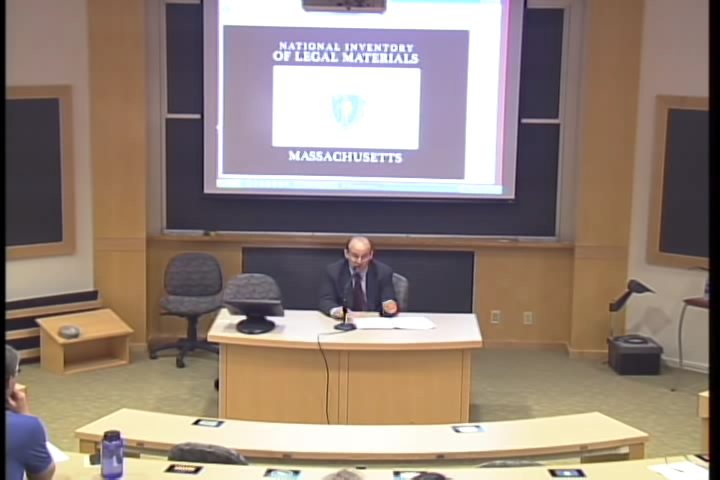 NATIONAL INVENTORY
OF LEGAL MATERIALS
MASSACHUSETTS